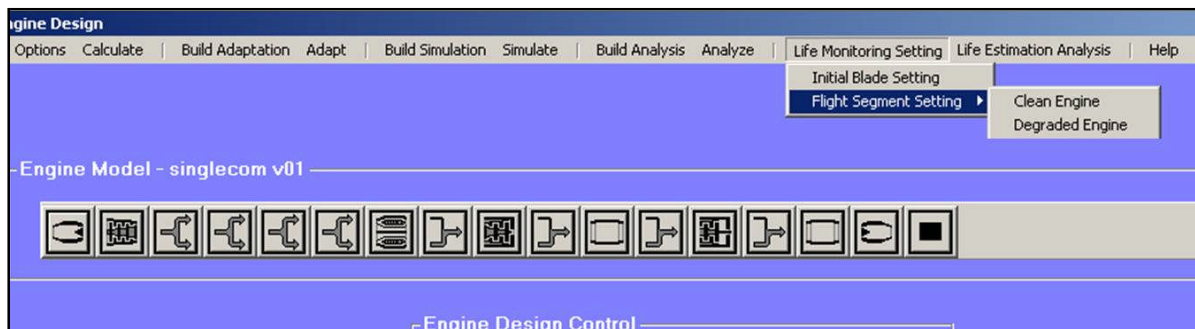 ngine Design
Options Calculate | Build Adaptation Adapt | Build Simulation Simulate | Build Analysis Analyze | Life Monitoring Setting Life Estimation Analysis | Help
Initial Blade Setting
Flight Segment Setting Clean Engine
Degraded Engine
Engine Model - singlecom v01
Engine Design Control